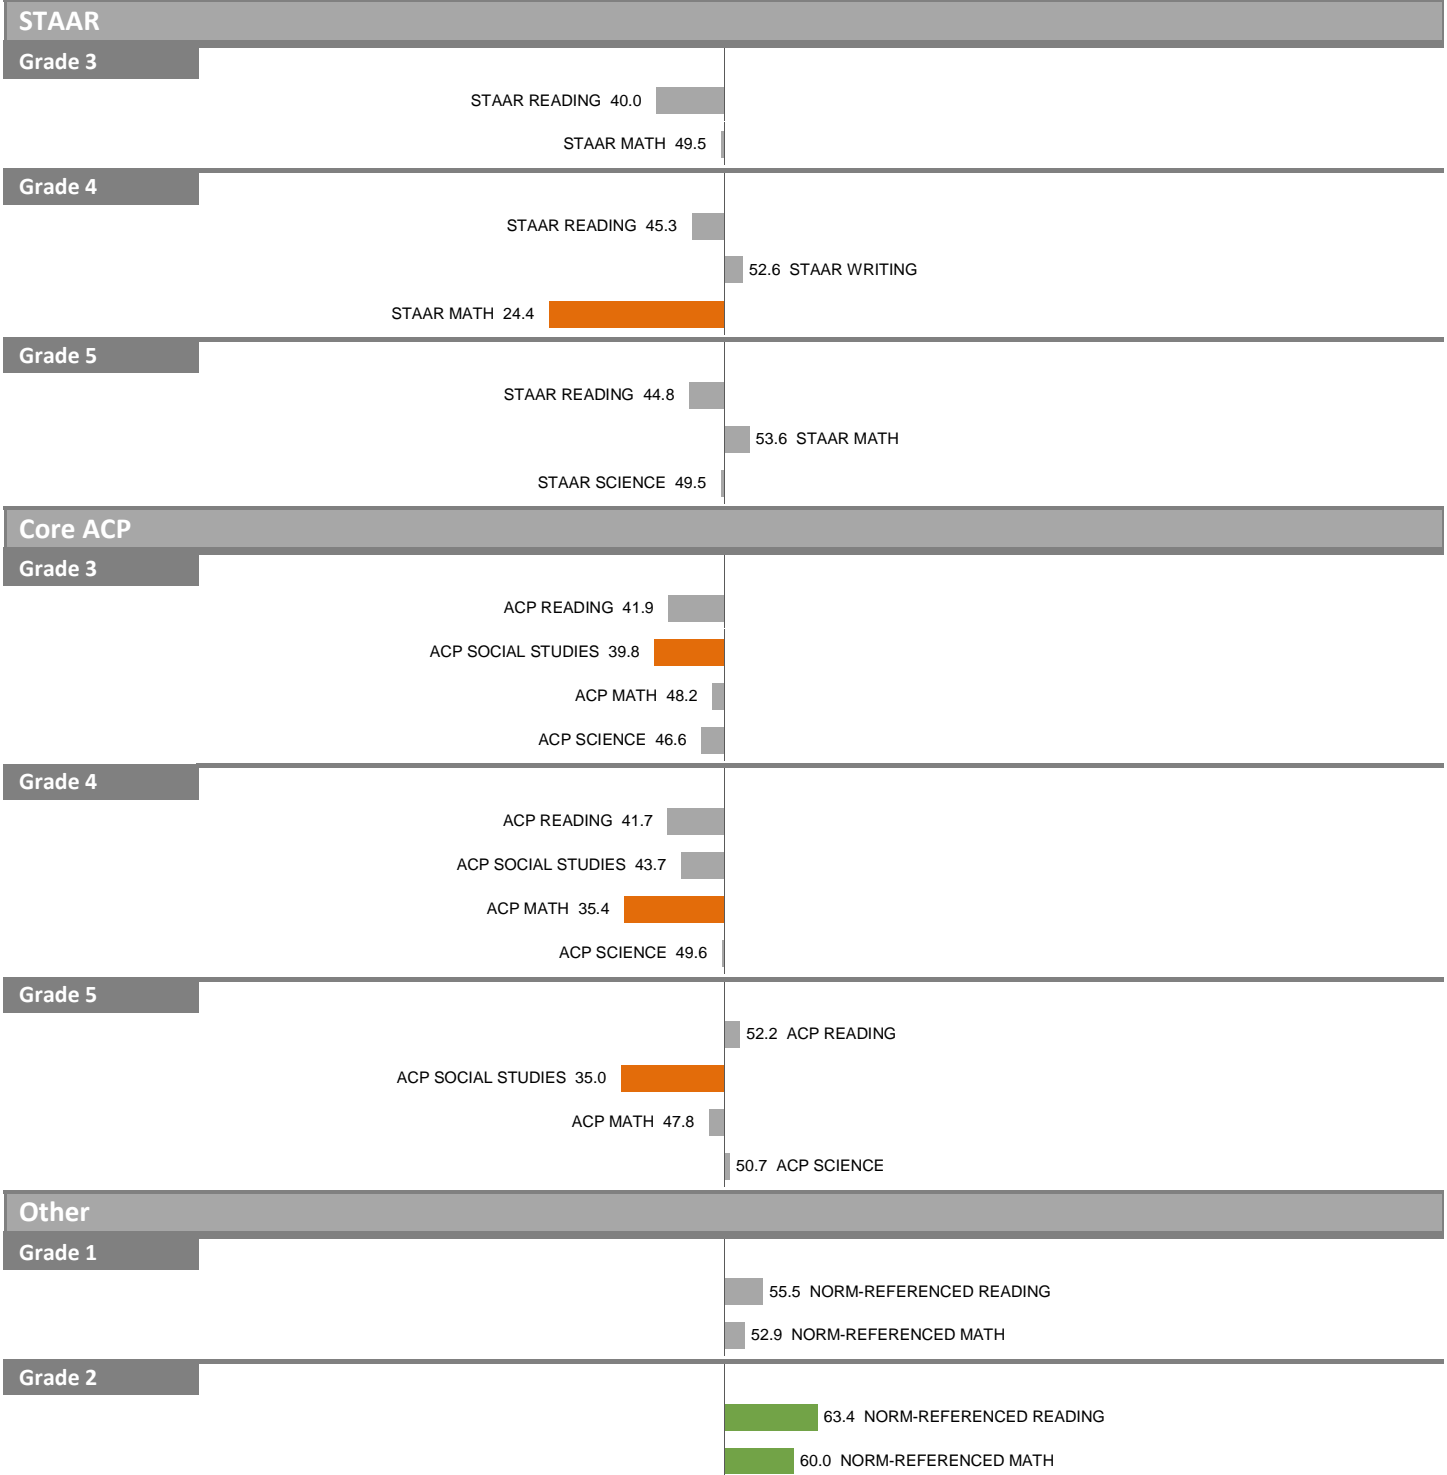 STAAR
Grade 3
STAAR READING 40.0
STAAR MATH 49.5
Grade 4
STAAR READING 45.3
52.6 STAAR WRITING
STAAR MATH 24.4
Grade 5
STAAR READING 44.8
53.6 STAAR MATH
STAAR SCIENCE 49.5
Core ACP
Grade 3
ACP READING 41.9
ACP SOCIAL STUDIES 39.8
ACP MATH 48.2
ACP SCIENCE 46.6
Grade 4
ACP READING 41.7
ACP SOCIAL STUDIES 43.7
ACP MATH 35.4
ACP SCIENCE 49.6
Grade 5
52.2 ACP READING
ACP SOCIAL STUDIES 35.0
ACP MATH 47.8
50.7 ACP SCIENCE
Other
Grade 1
55.5 NORM-REFERENCED READING
52.9 NORM-REFERENCED MATH
Grade 2
63.4 NORM-REFERENCED READING
60.0 NORM-REFERENCED MATH